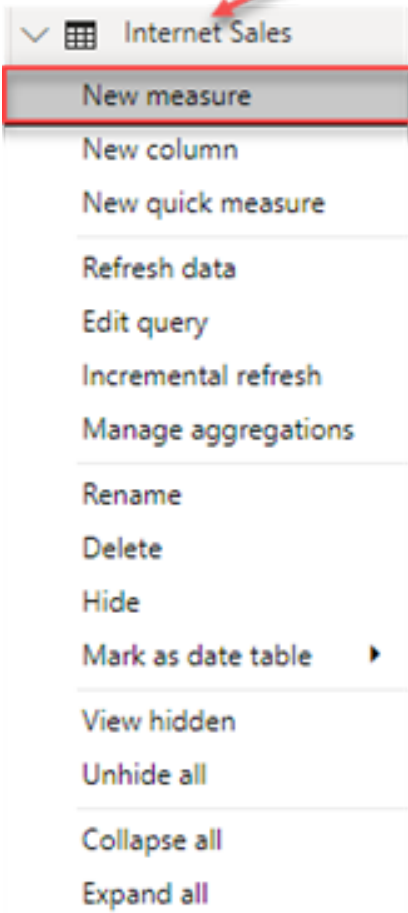 Internet Sales
New measure
New column
New quick measure
Refresh data
Edit query
Incremental refresh
Manage aggregations
Rename
Delete
Hide
Mark as date table
View hidden
Unhide all
Collapse all
Expand all